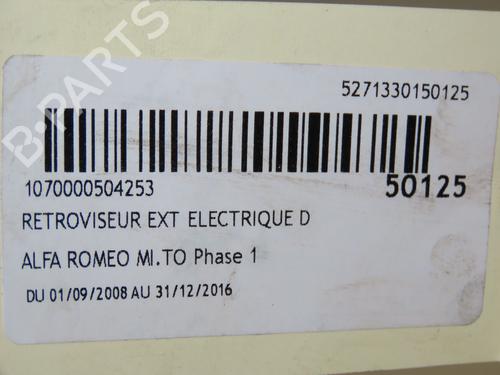 B-PARTS
5271330150125
1070000504253
50125
RETROVISEUR EXT ELECTRIQUE D
ALFA ROMEO MI.TO Phase 1
DU 01/09/2008 AU 31/12/2016